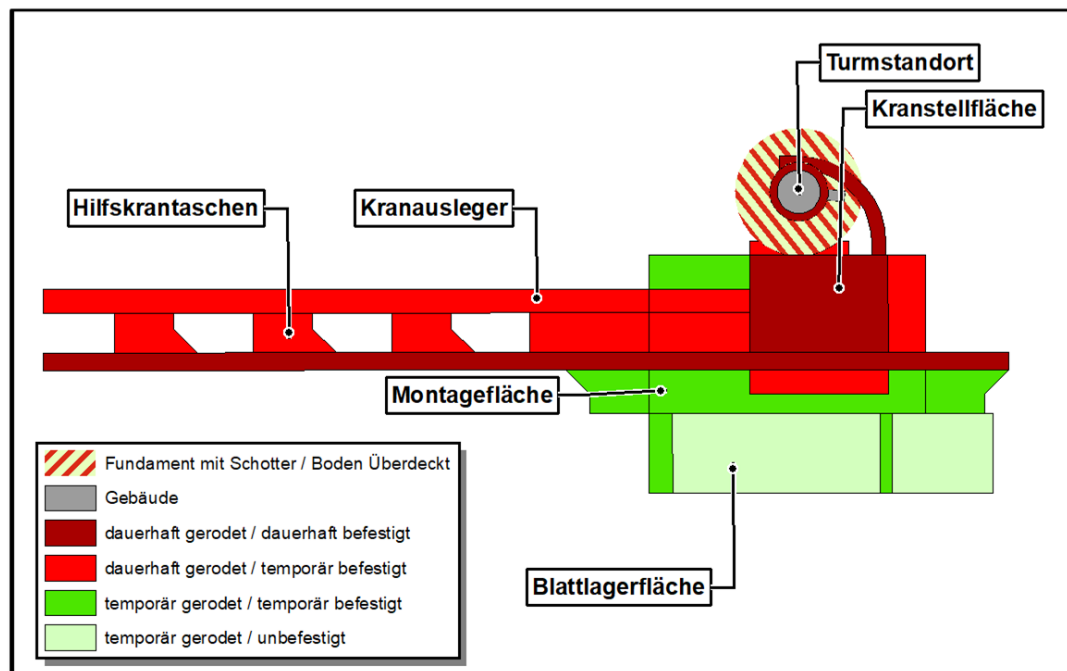 Turmstandort
Kranstellfläche
Hilfskrantaschen
Kranausleger
Montagefläche
Fundament mit Schotter / Boden Überdeckt
Gebäude
dauerhaft gerodet / dauerhaft befestigt
dauerhaft gerodet / temporär befestigt
temporär gerodet / temporär befestigt
temporär gerodet / unbefestigt
Blattlagerfläche